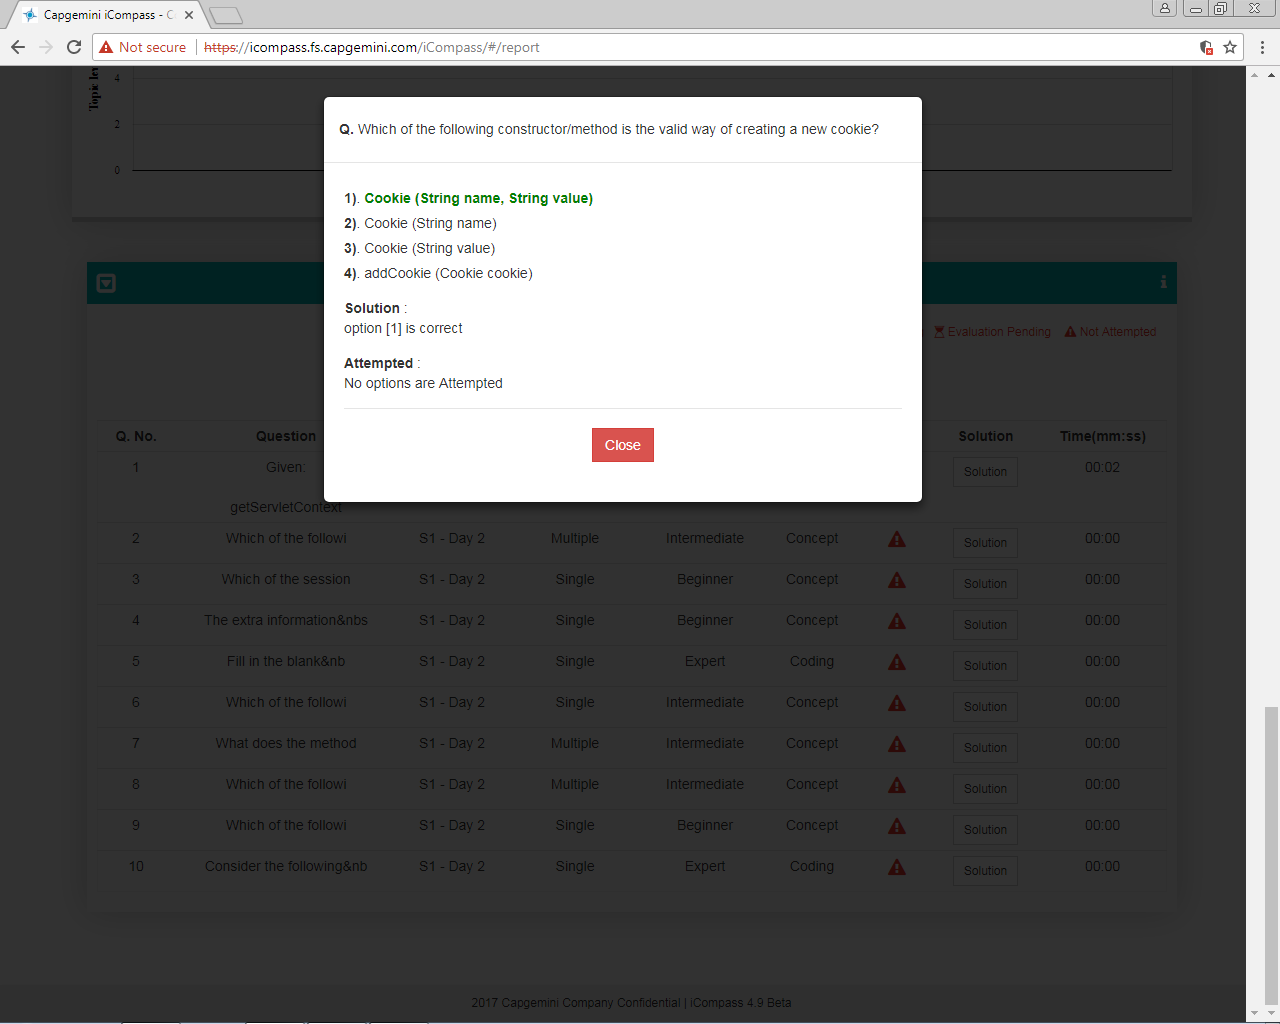 Capgemini iCompass - C
Not secure https://icompass.fs.capgemini.com/iCompass/#/report
Topic lev
4
2
0
Q. Which of the following constructor/method is the valid way of creating a new cookie?
1). Cookie (String name, String value)
2). Cookie (String name)
3). Cookie (String value)
4). addCookie (Cookie cookie)
Solution :
option [1] is correct
Attempted :
No options are Attempted
Close
Evaluation Pending Not Attempted
Q. No. Question Solution Time(mm:ss)
1 Given: Solution 00:02
getServletContext
2 Which of the followi S1 - Day 2 Multiple Intermediate Concept Solution 00:00
3 Which of the session S1 - Day 2 Single Beginner Concept Solution 00:00
4 The extra information&nbs S1 - Day 2 Single Beginner Concept Solution 00:00
5 Fill in the blank&nb S1 - Day 2 Single Expert Coding Solution 00:00
6 Which of the followi S1 - Day 2 Single Intermediate Concept Solution 00:00
7 What does the method S1 - Day 2 Multiple Intermediate Concept Solution 00:00
8 Which of the followi S1 - Day 2 Multiple Intermediate Concept Solution 00:00
9 Which of the followi S1 - Day 2 Single Beginner Concept Solution 00:00
10 Consider the following&nb S1 - Day 2 Single Expert Coding Solution 00:00
2017 Capgemini Company Confidential | iCompass 4.9 Beta